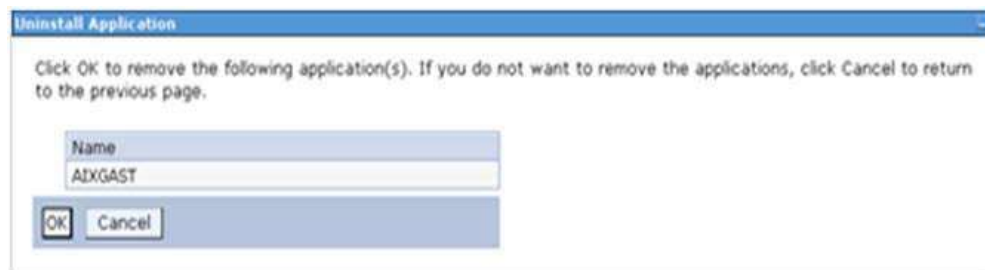 Uninstall Application
Click OK to remove the following application(s). If you do not want to remove the applications, click Cancel to return
to the previous page.
Name
AIXGAST
OK Cancel